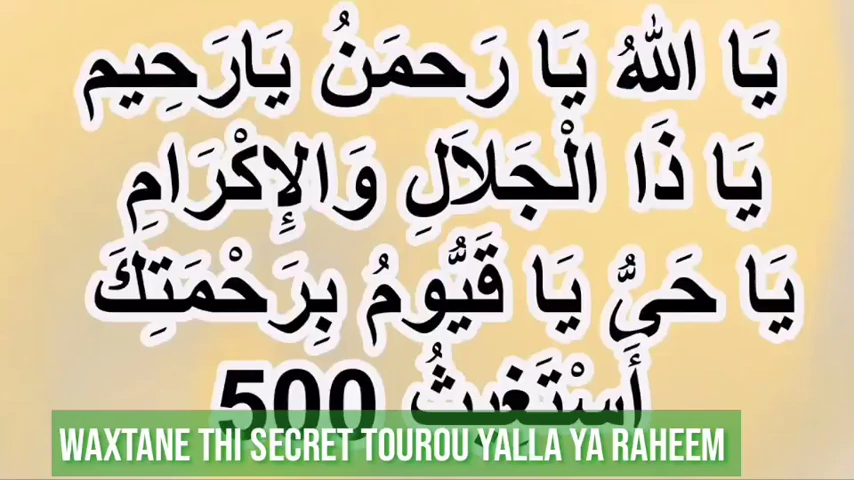 يَا اللهُ يَا رَحمَنُ يَارَحِيم
يَا ذَا الْجَلاَلِ وَالإِكْرَامِ
يَا حَيُّ يَا قَيُّومُ بِرَحْمَتِكَ
أَسْتَغِيثُ 500
WAXTANE THI SECRET TOUROU YALLA YA RAHEEM